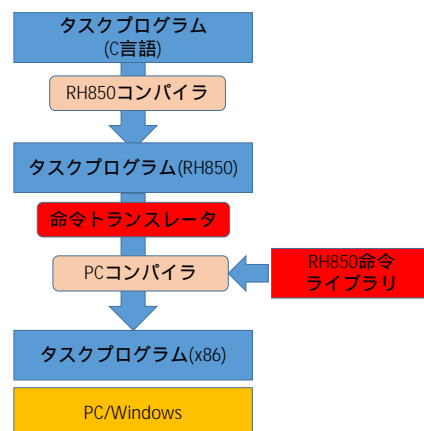 タスクプログラム
(C言語)
RH850コンパイラ
タスクプログラム(RH850)
命令トランスレータ
PCコンパイラ
RH850命令
ライブラリ
タスクプログラム(x86)
PC/Windows